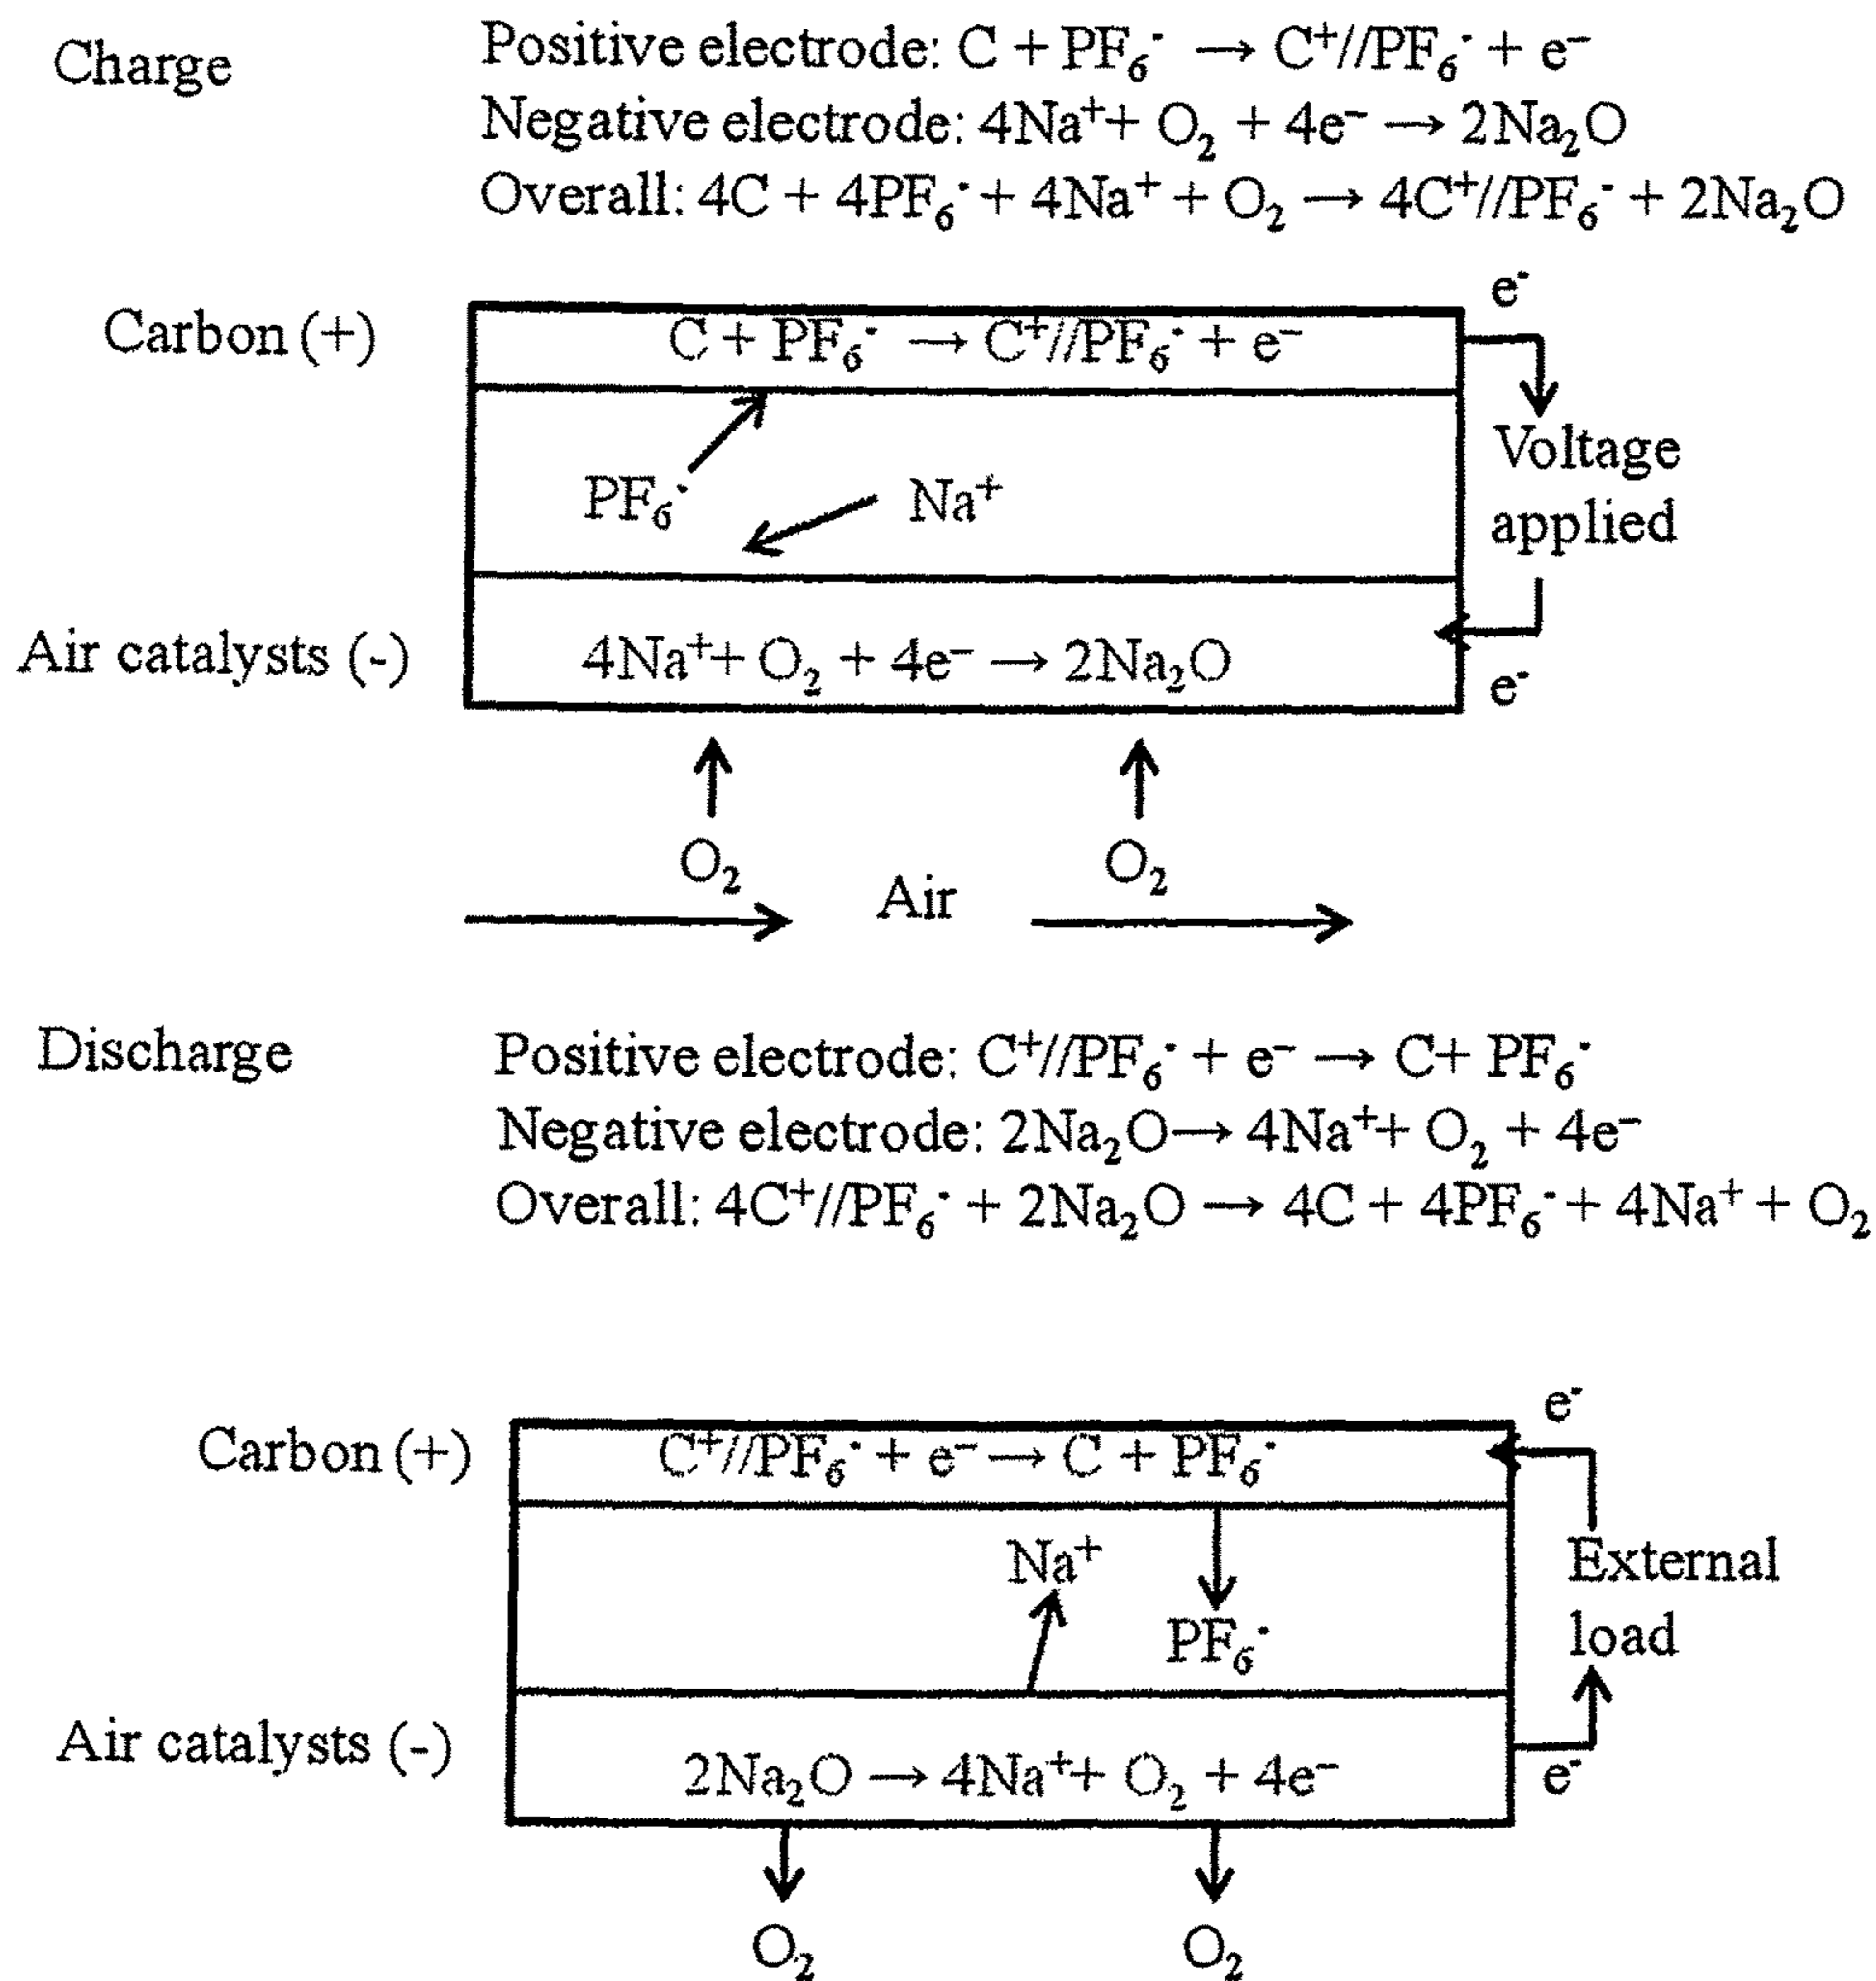 Charge
Positive electrode: C + PF₆⁻ → C⁺//PF₆⁻ + e⁻
Negative electrode: 4Na⁺+ O₂ + 4e⁻ → 2Na₂O
Overall: 4C + 4PF₆⁻ + 4Na⁺ + O₂ → 4C⁺//PF₆⁻ + 2Na₂O
e⁻
Carbon (+)
C + PF₆⁻ → C⁺//PF₆⁻ + e⁻
Voltage
applied
PF₆⁻
Na⁺
Air catalysts (-)
4Na⁺+ O₂ + 4e⁻ → 2Na₂O
e⁻
O₂
O₂
Air
Discharge
Positive electrode: C⁺//PF₆⁻ + e⁻ → C+ PF₆⁻
Negative electrode: 2Na₂O→ 4Na⁺+ O₂ + 4e⁻
Overall: 4C⁺//PF₆⁻ + 2Na₂O → 4C + 4PF₆⁻ + 4Na⁺ + O₂
e⁻
Carbon (+)
C⁺//PF₆⁻ + e⁻ → C + PF₆⁻
Na⁺
PF₆⁻
External
load
Air catalysts (-)
2Na₂O → 4Na⁺+ O₂ + 4e⁻
e⁻
O₂
O₂